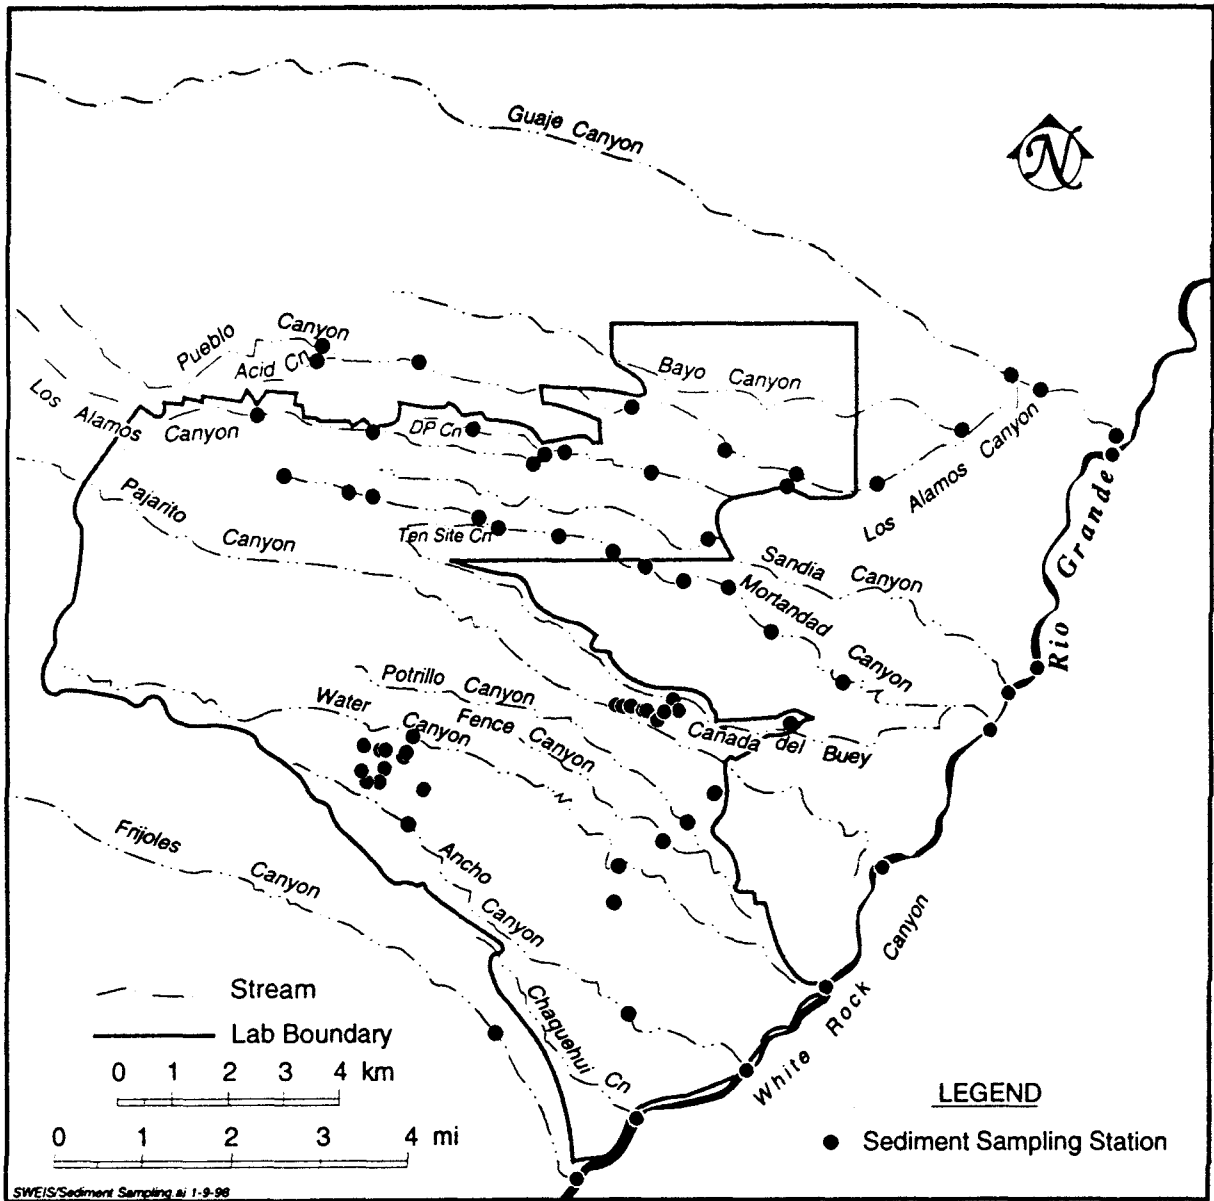 Guaje Canyon
N
Pueblo Canyon
Acid Cn
Bayo Canyon
Los Alamos Canyon
DP Cn
Los Alamos Canyon
Pajarito Canyon
Ten Site Cn
Sandia Canyon
Mortandad Canyon
Rio Grande
Potrillo Canyon
Water Canyon
Fence Canyon
Cañada del Buey
Frijoles Canyon
Ancho Canyon
Chaquehui Cn
White Rock Canyon
Stream
Lab Boundary
0 1 2 3 4 km
0 1 2 3 4 mi
LEGEND
Sediment Sampling Station
SWEIS/Sediment Sampling.ai 1-9-98